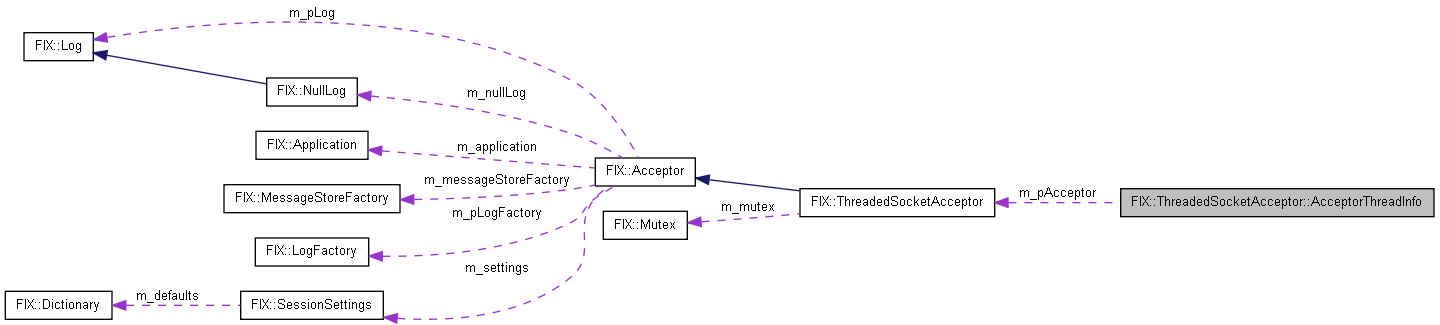 m_pLog
FIX::Log
FIX::NullLog
m_nullLog
FIX::Application
m_application
FIX::Acceptor
m_messageStoreFactory
FIX::MessageStoreFactory
m_pAcceptor
FIX::ThreadedSocketAcceptor
FIX::ThreadedSocketAcceptor::AcceptorThreadInfo
m_mutex
m_pLogFactory
FIX::Mutex
FIX::LogFactory
m_settings
m_defaults
FIX::Dictionary
FIX::SessionSettings